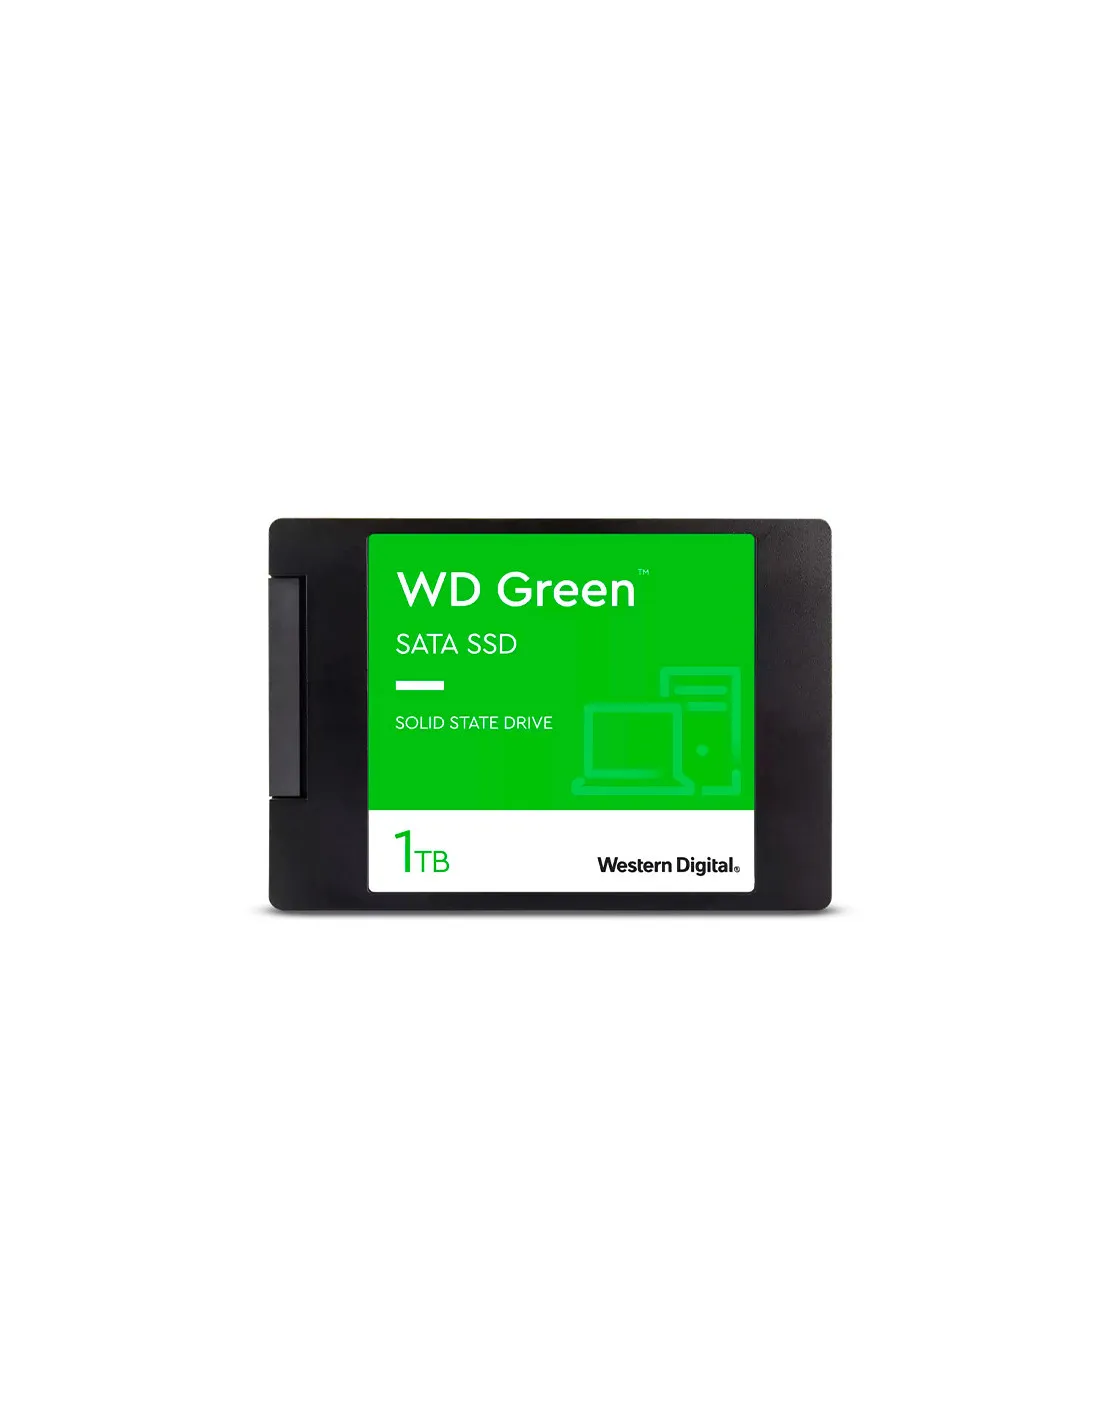 WD Green™
SATA SSD
SOLID STATE DRIVE
1TB
Western Digital®